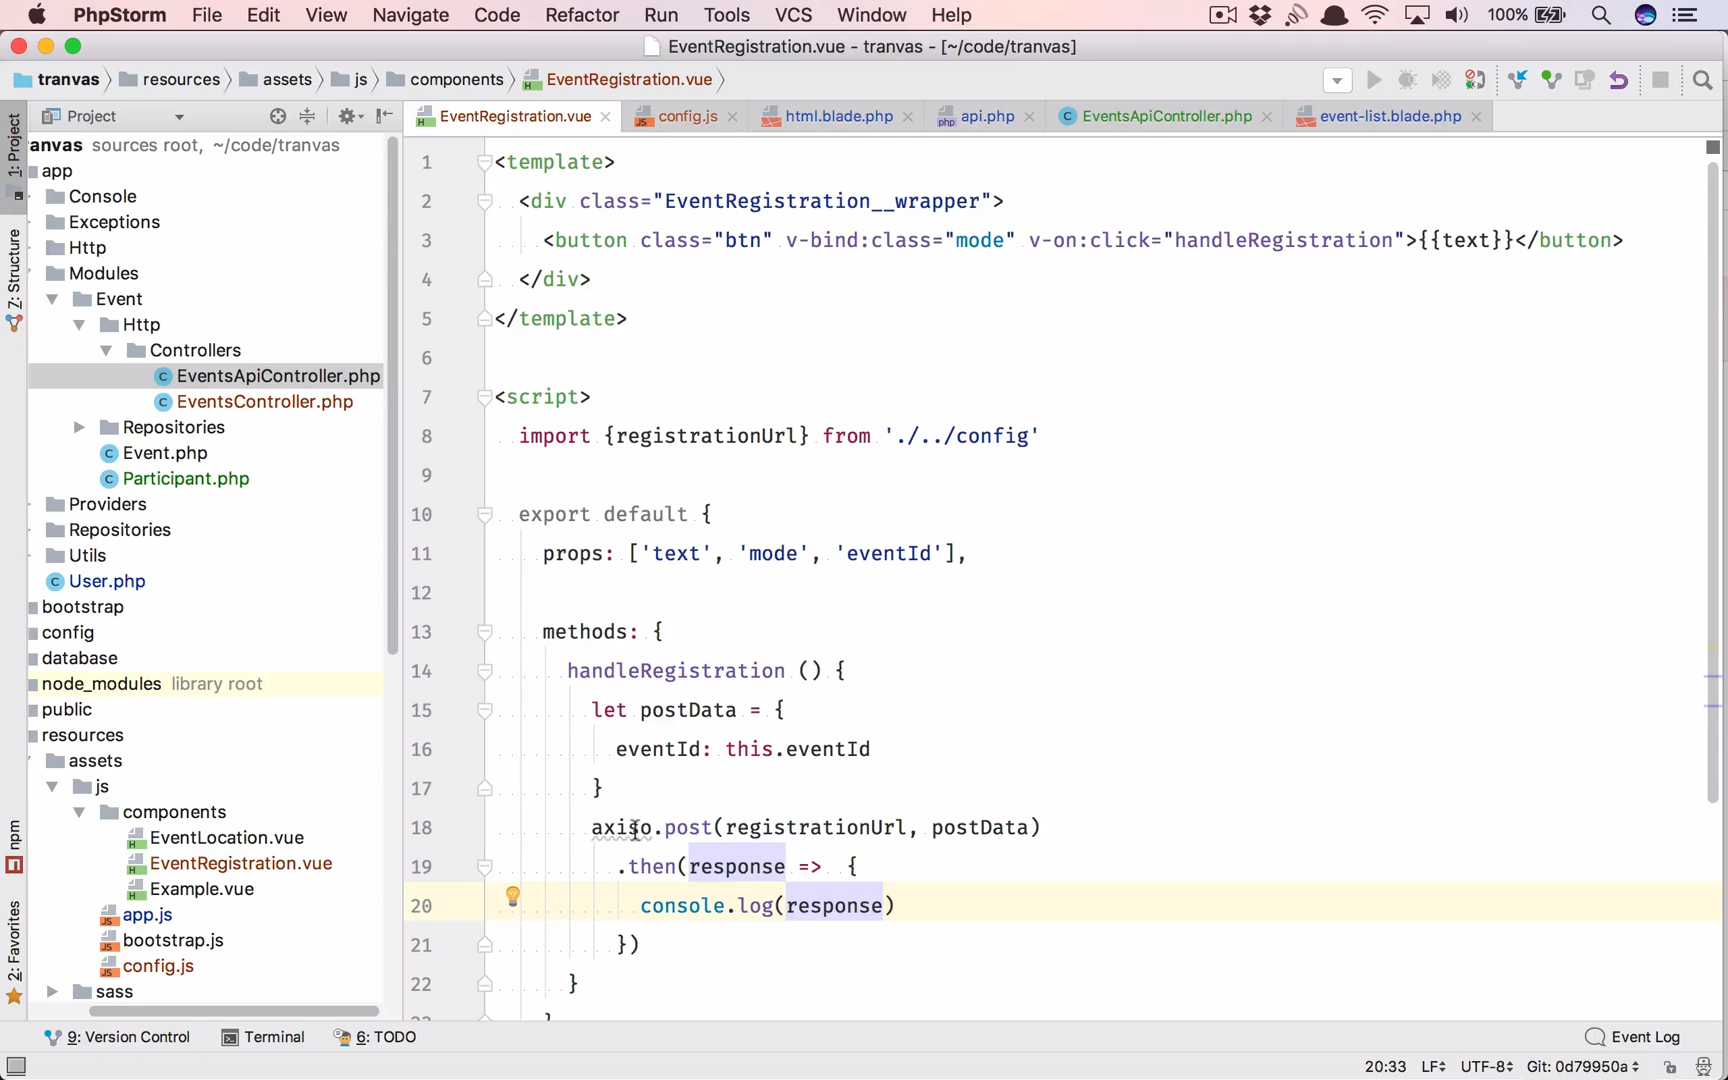 PhpStorm File Edit View Navigate Code Refactor Run Tools VCS Window Help 100%
EventRegistration.vue - tranvas - [~/code/tranvas]
tranvas resources assets js components EventRegistration.vue
Project
EventRegistration.vue config.js html.blade.php api.php EventsApiController.php event-list.blade.php
1: Project
7: Structure
npm
2: Favorites
anvas sources root, ~/code/tranvas
app
Console
Exceptions
Http
Modules
Event
Http
Controllers
EventsApiController.php
EventsController.php
Repositories
Event.php
Participant.php
Providers
Repositories
Utils
User.php
bootstrap
config
database
node_modules library root
public
resources
assets
js
components
EventLocation.vue
EventRegistration.vue
Example.vue
app.js
bootstrap.js
config.js
sass
1 <template>
2 <div class="EventRegistration__wrapper">
3 <button class="btn" v-bind:class="mode" v-on:click="handleRegistration">{{text}}</button>
4 </div>
5 </template>
6
7 <script>
8 import {registrationUrl} from './../config'
9
10 export default {
11 props: ['text', 'mode', 'eventId'],
12
13 methods: {
14 handleRegistration () {
15 let postData = {
16 eventId: this.eventId
17 }
18 axiso.post(registrationUrl, postData)
19 .then(response => {
20 console.log(response)
21 })
22 }
9: Version Control Terminal 6: TODO Event Log
20:33 LF UTF-8 Git: 0d79950a